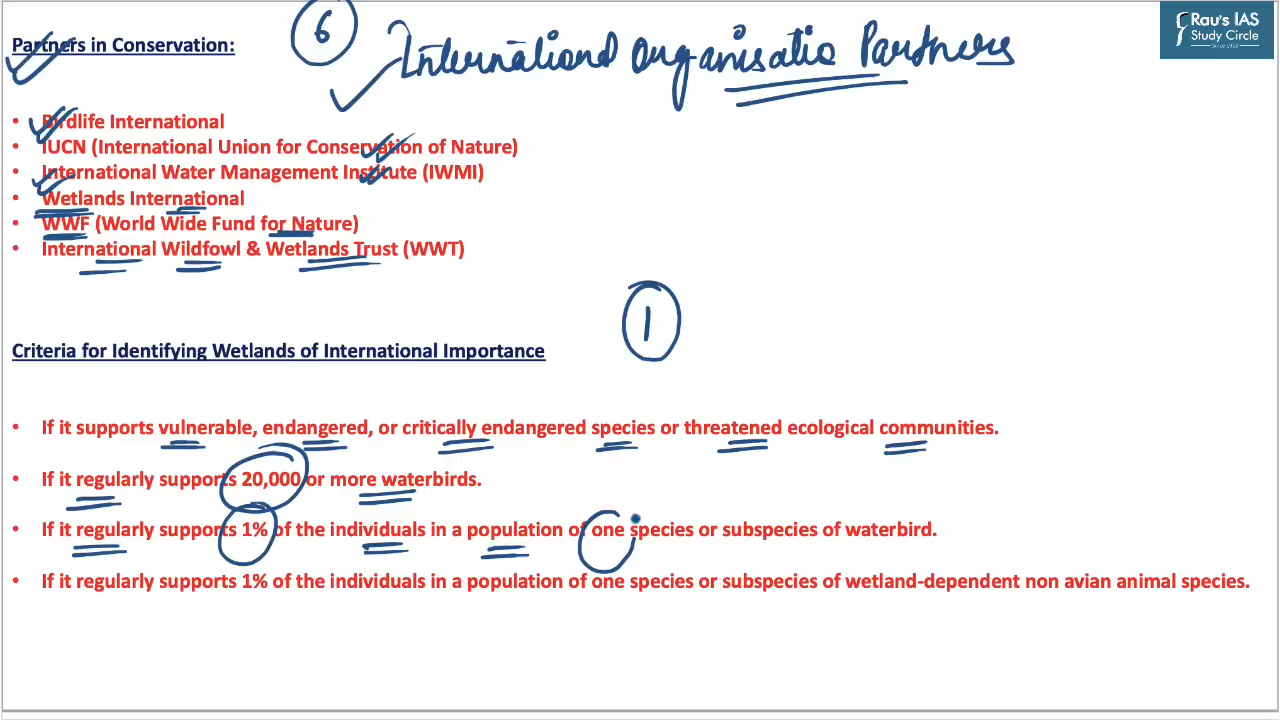 Rau's IAS
Study Circle
Since 1953
6
International Organisatio Partners
Partners in Conservation:
• Birdlife International
• IUCN (International Union for Conservation of Nature)
• International Water Management Institute (IWMI)
• Wetlands International
• WWF (World Wide Fund for Nature)
• International Wildfowl & Wetlands Trust (WWT)
1
Criteria for Identifying Wetlands of International Importance
• If it supports vulnerable, endangered, or critically endangered species or threatened ecological communities.
• If it regularly supports 20,000 or more waterbirds.
• If it regularly supports 1% of the individuals in a population of one species or subspecies of waterbird.
• If it regularly supports 1% of the individuals in a population of one species or subspecies of wetland-dependent non avian animal species.